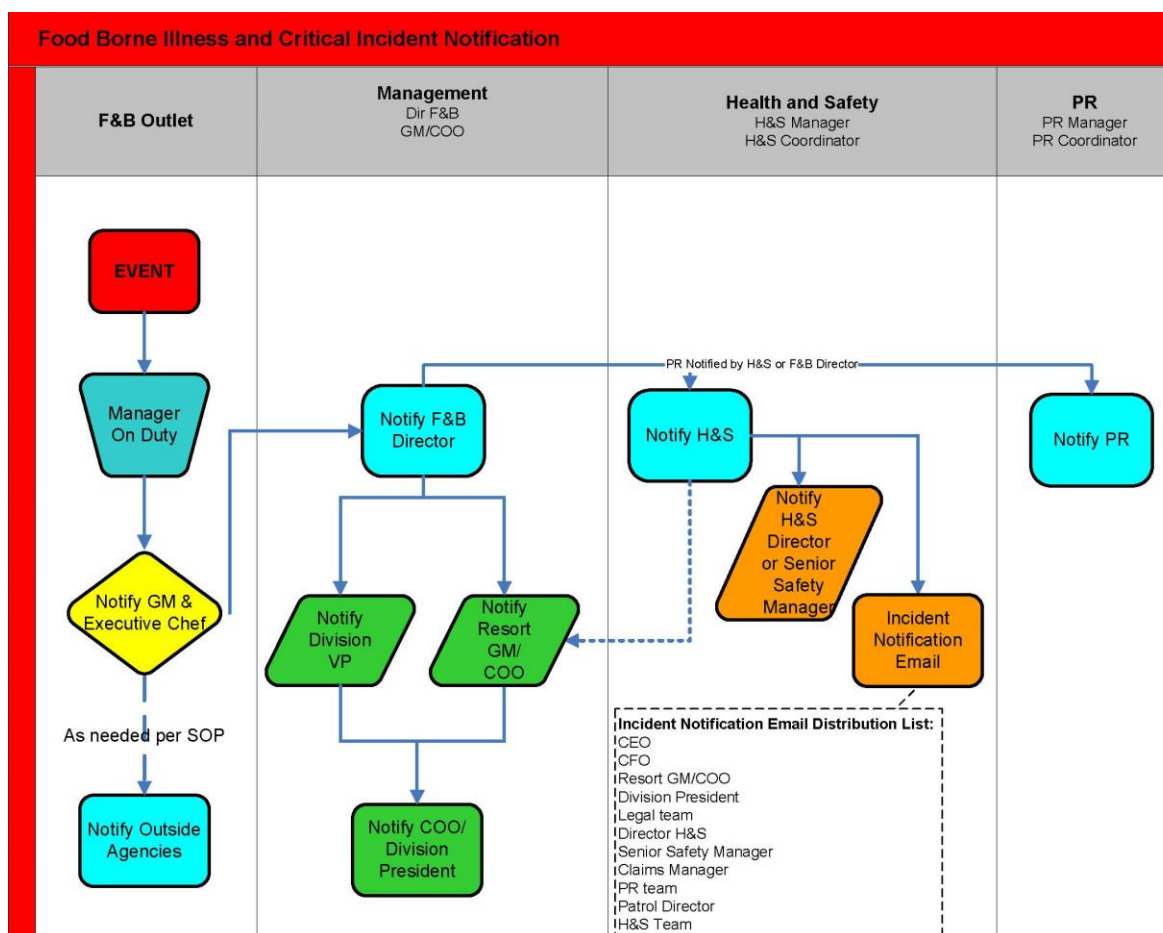 Food Borne Illness and Critical Incident Notification
F&B Outlet
Management
Dir F&B
GM/COO
Health and Safety
H&S Manager
H&S Coordinator
PR
PR Manager
PR Coordinator
EVENT
Manager
On Duty
Notify GM &
Executive Chef
As needed per SOP
Notify Outside
Agencies
Notify F&B
Director
Notify
Division
VP
Notify
Resort
GM/
COO
Notify COO/
Division
President
PR Notified by H&S or F&B Director
Notify H&S
Notify
H&S
Director
or Senior
Safety
Manager
Incident
Notification
Email
Incident Notification Email Distribution List:
CEO
CFO
Resort GM/COO
Division President
Legal team
Director H&S
Senior Safety Manager
Claims Manager
PR team
Patrol Director
H&S Team
Notify PR